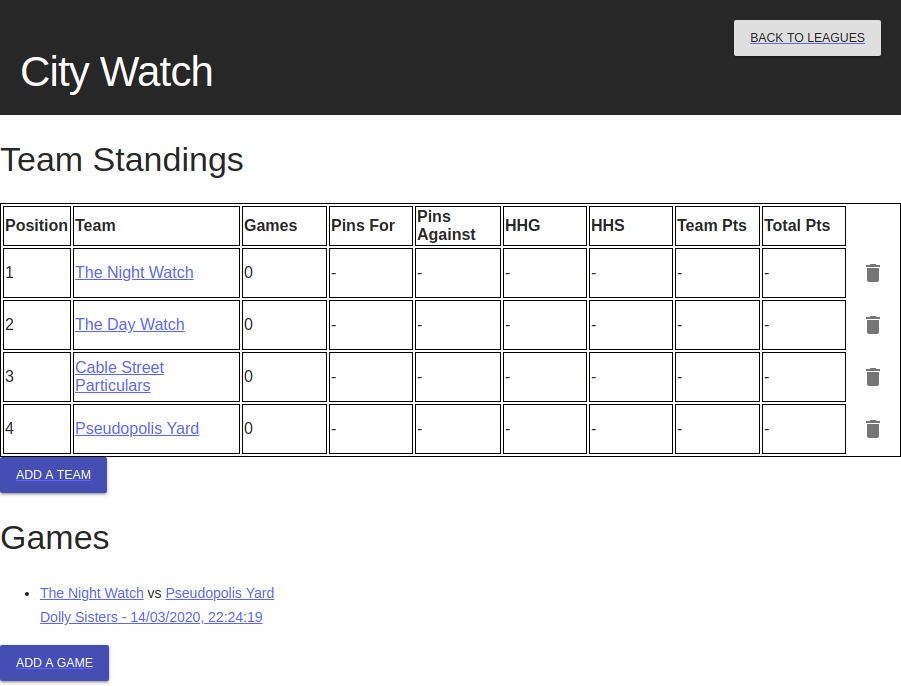 BACK TO LEAGUES
City Watch
Team Standings
Position Team Games Pins For Pins Against HHG HHS Team Pts Total Pts
1 The Night Watch 0 - - - - - -
2 The Day Watch 0 - - - - - -
3 Cable Street Particulars 0 - - - - - -
4 Pseudopolis Yard 0 - - - - - -
ADD A TEAM
Games
• The Night Watch vs Pseudopolis Yard
Dolly Sisters - 14/03/2020, 22:24:19
ADD A GAME